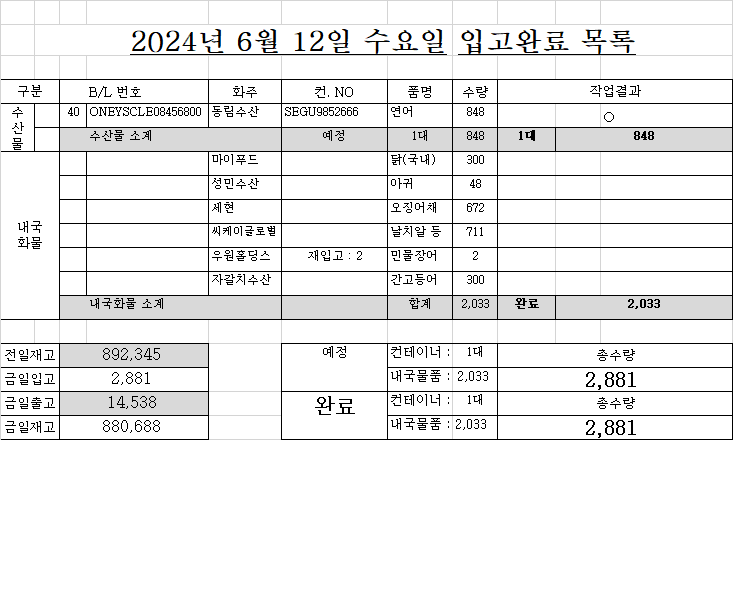 2024년 6월 12일 수요일 입고완료 목록
구분 B/L 번호 화주 컨. NO 품명 수량 작업결과
수산물 40 ONEYSCLE08456800 동림수산 SEGU9852666 연어 848 ○
수산물 소계 예정 1대 848 1대 848
내국화물 마이푸드 닭(국내) 300
성민수산 아귀 48
세현 오징어채 672
씨케이글로벌 날치알 등 711
우원홀딩스 재입고 : 2 민물장어 2
자갈치수산 간고등어 300
내국화물 소계 합계 2,033 완료 2,033
전일재고 892,345 예정 컨테이너 : 1대 총수량
금일입고 2,881 내국물품 : 2,033 2,881
금일출고 14,538 완료 컨테이너 : 1대 총수량
금일재고 880,688 내국물품 : 2,033 2,881